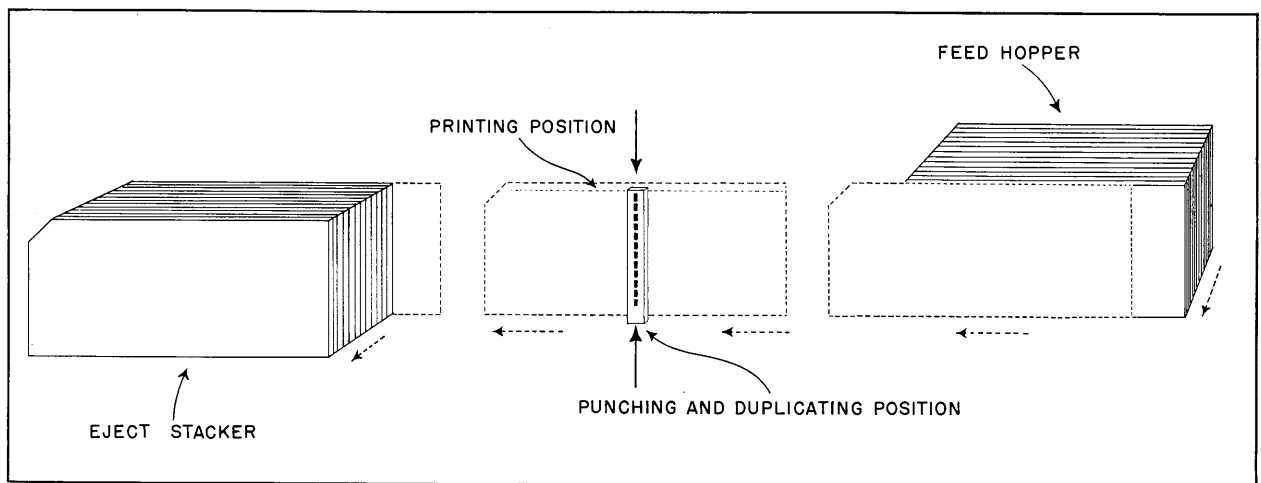 FEED HOPPER
PRINTING POSITION
PUNCHING AND DUPLICATING POSITION
EJECT STACKER